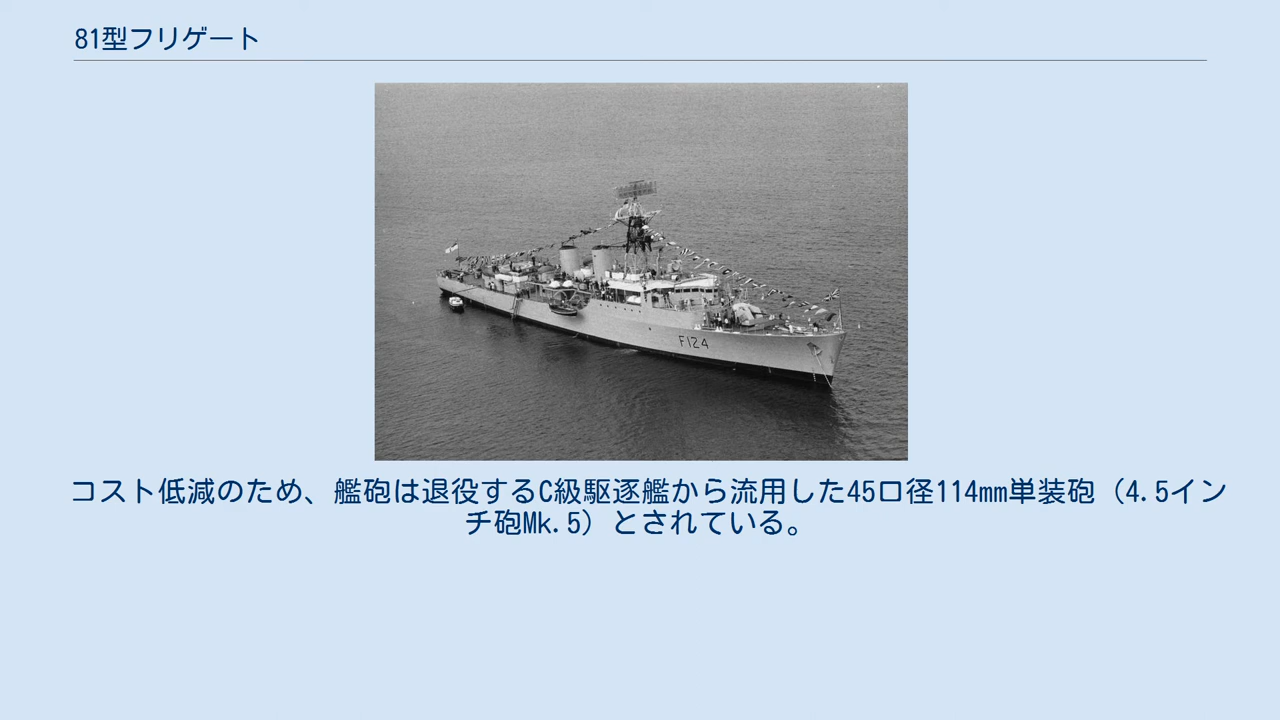 81型フリゲート
F124
コスト低減のため、艦砲は退役するC級駆逐艦から流用した45口径114mm単装砲（4.5イン
チ砲Mk.5）とされている。